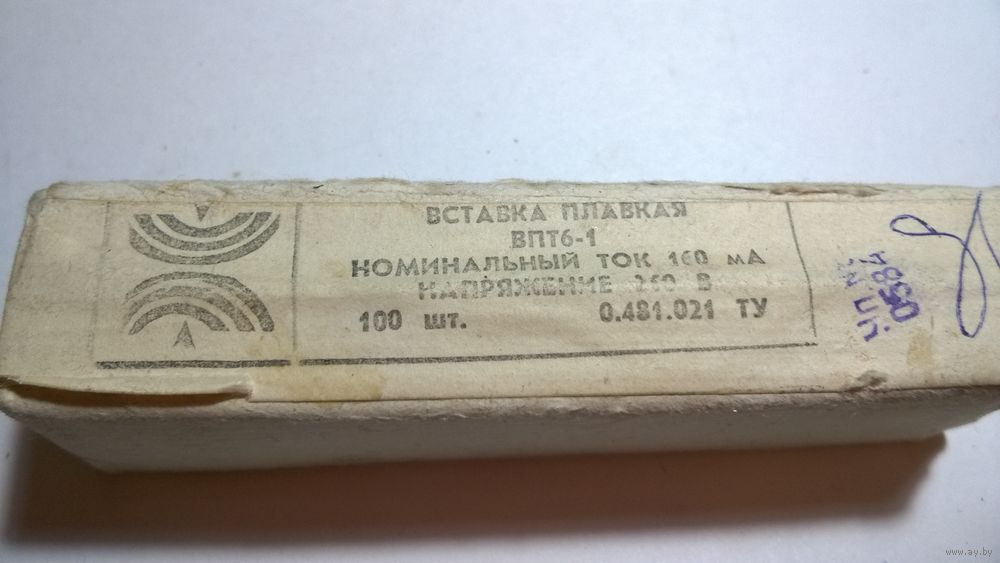 ВСТАВКА ПЛАВКАЯ
ВПТ6-1
НОМИНАЛЬНЫЙ ТОК 160 мА
НАПРЯЖЕНИЕ 250 В
100 шт. 0.481.021 ТУ
0584
www.ay.by